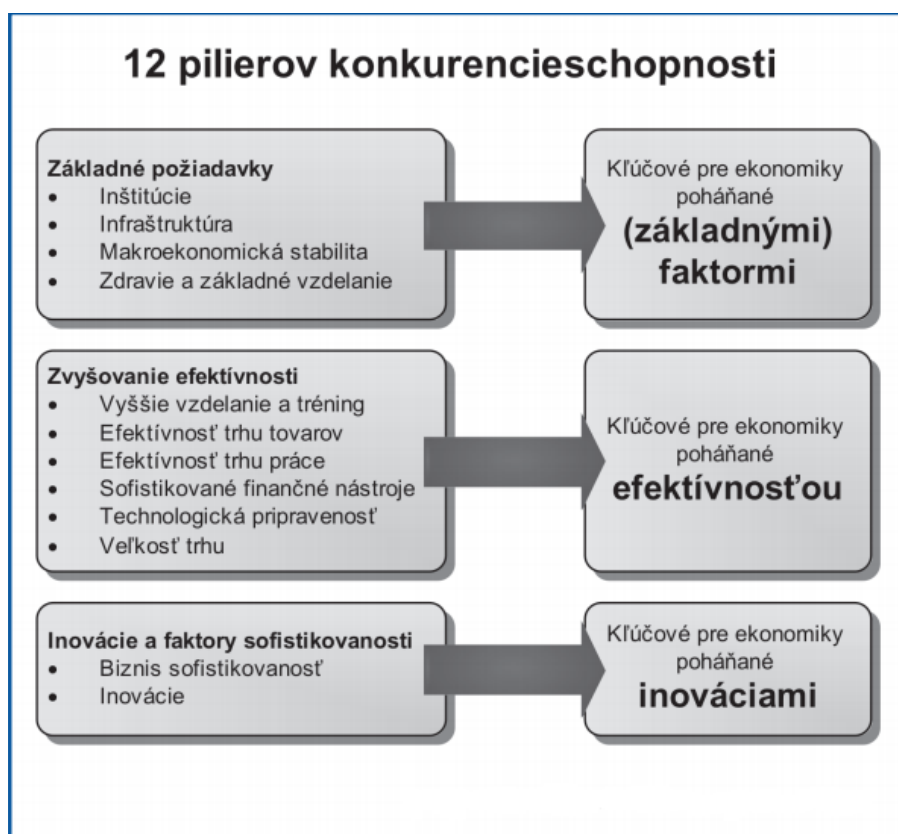 12 pilierov konkurencieschopnosti
Základné požiadavky
• Inštitúcie
• Infraštruktúra
• Makroekonomická stabilita
• Zdravie a základné vzdelanie
Kľúčové pre ekonomiky
poháňané
(základnými)
faktormi
Zvyšovanie efektívnosti
• Vyššie vzdelanie a tréning
• Efektívnosť trhu tovarov
• Efektívnosť trhu práce
• Sofistikované finančné nástroje
• Technologická pripravenosť
• Veľkosť trhu
Kľúčové pre ekonomiky
poháňané
efektívnosťou
Inovácie a faktory sofistikovanosti
• Biznis sofistikovanosť
• Inovácie
Kľúčové pre ekonomiky
poháňané
inováciami